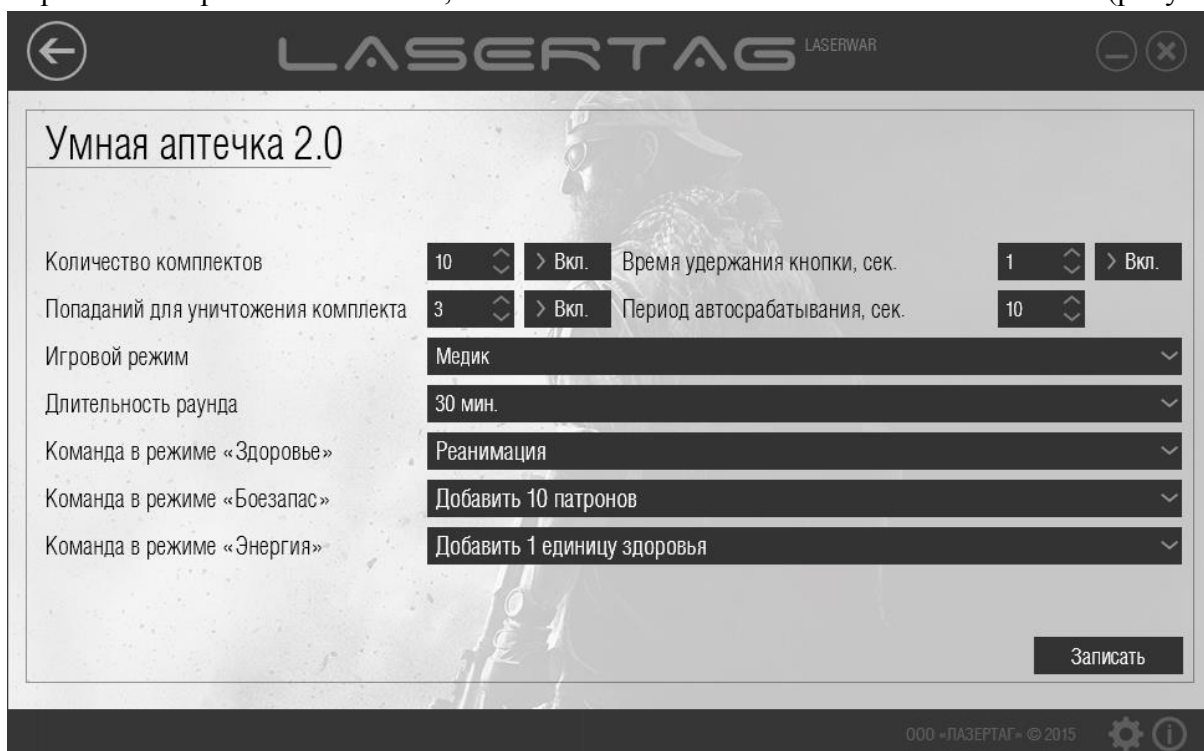 LASERTAG LASERWAR
Умная аптечка 2.0
Количество комплектов 10 > Вкл. Время удержания кнопки, сек. 1 > Вкл.
Попаданий для уничтожения комплекта 3 > Вкл. Период автосрабатывания, сек. 10
Игровой режим Медик
Длительность раунда 30 мин.
Команда в режиме «Здоровье» Реанимация
Команда в режиме «Боезапас» Добавить 10 патронов
Команда в режиме «Энергия» Добавить 1 единицу здоровья
Записать
ООО «ЛАЗЕРТАГ» © 2015